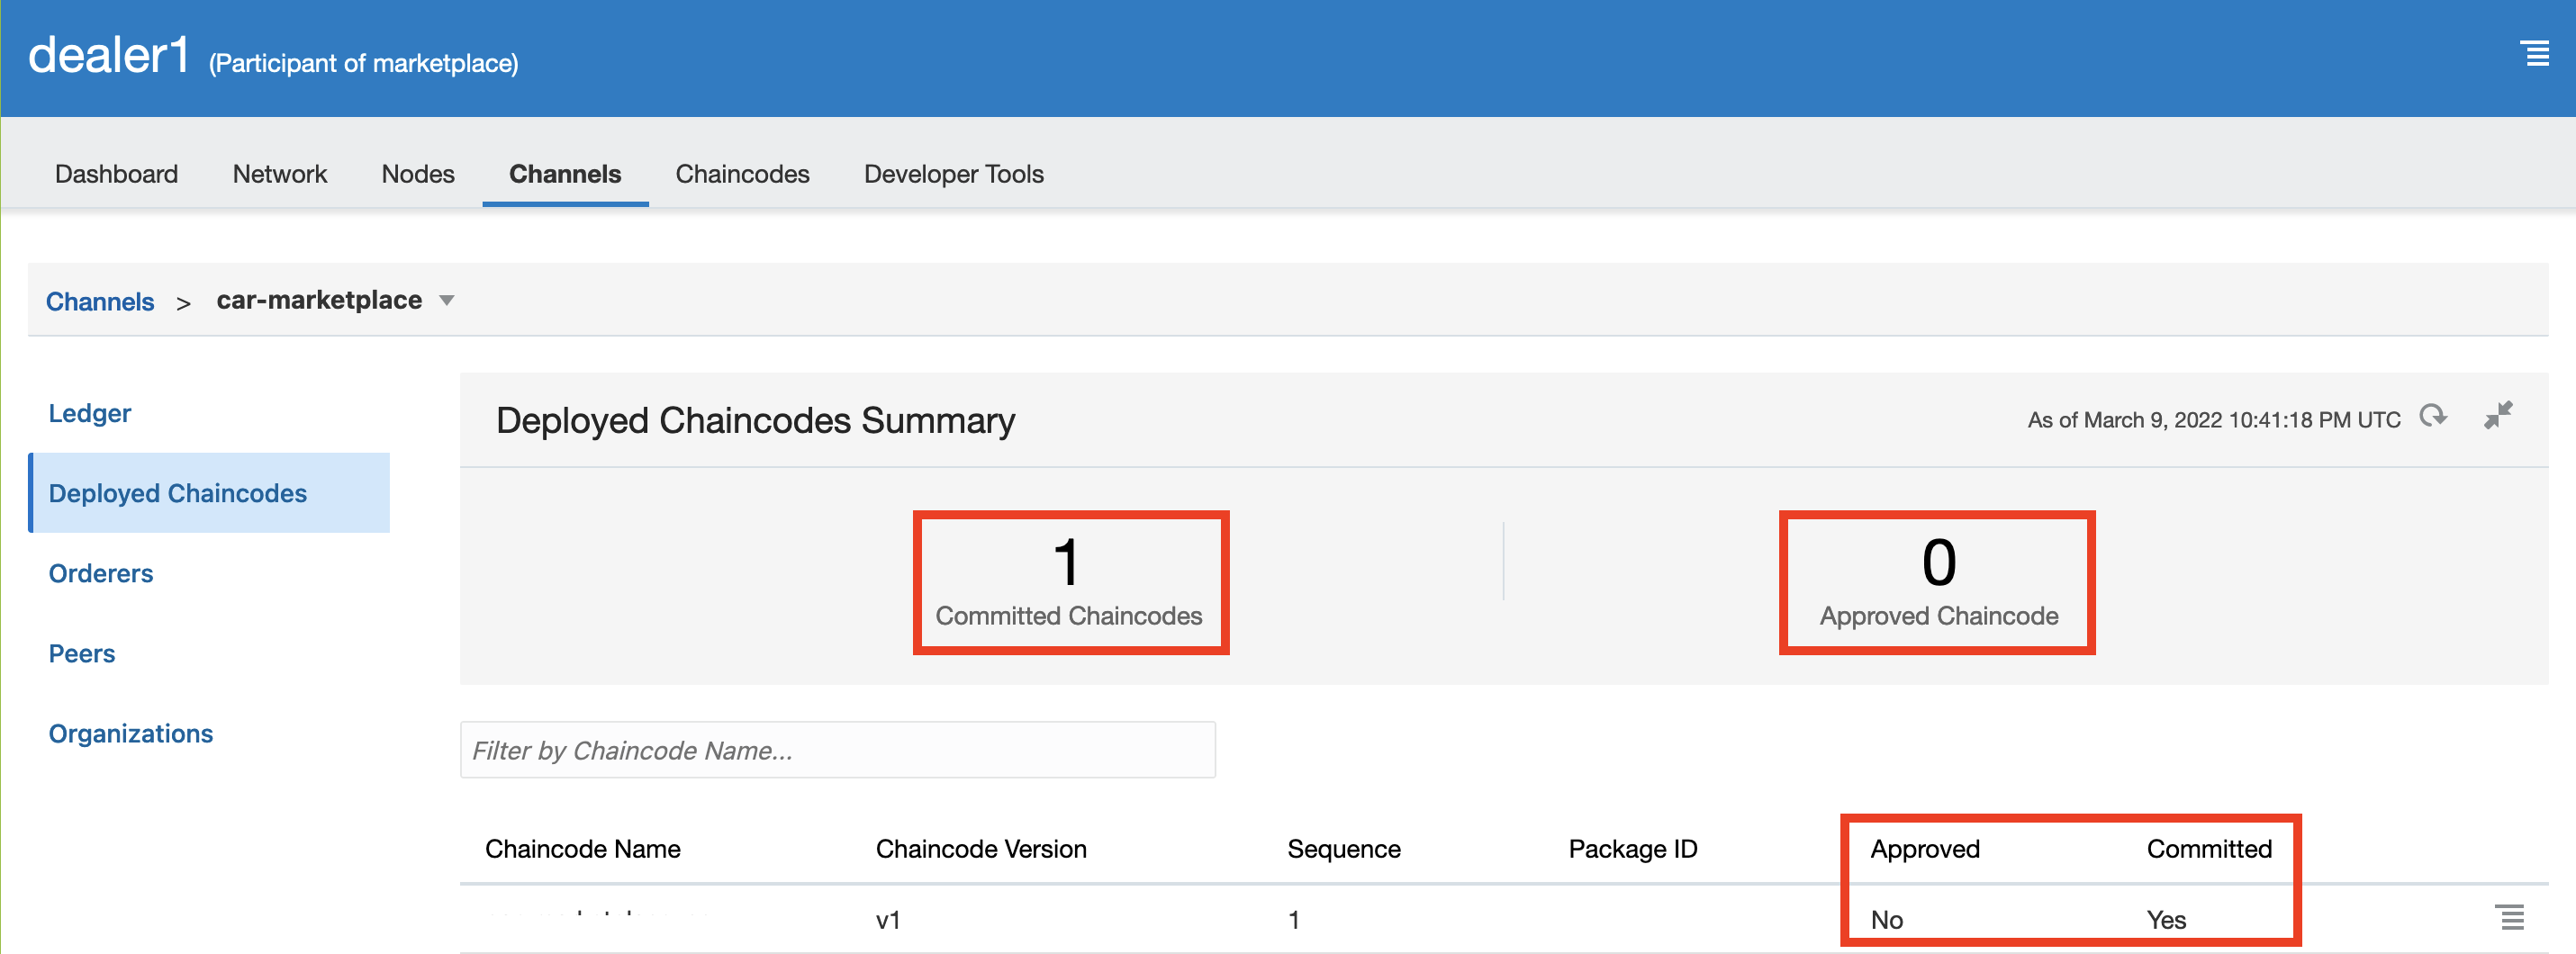 dealer1 (Participant of marketplace)
Dashboard Network Nodes Channels Chaincodes Developer Tools
Channels > car-marketplace
Ledger
Deployed Chaincodes
Orderers
Peers
Organizations
Deployed Chaincodes Summary
As of March 9, 2022 10:41:18 PM UTC
1
Committed Chaincodes
0
Approved Chaincode
Filter by Chaincode Name...
Chaincode Name Chaincode Version Sequence Package ID Approved Committed
v1 1 No Yes